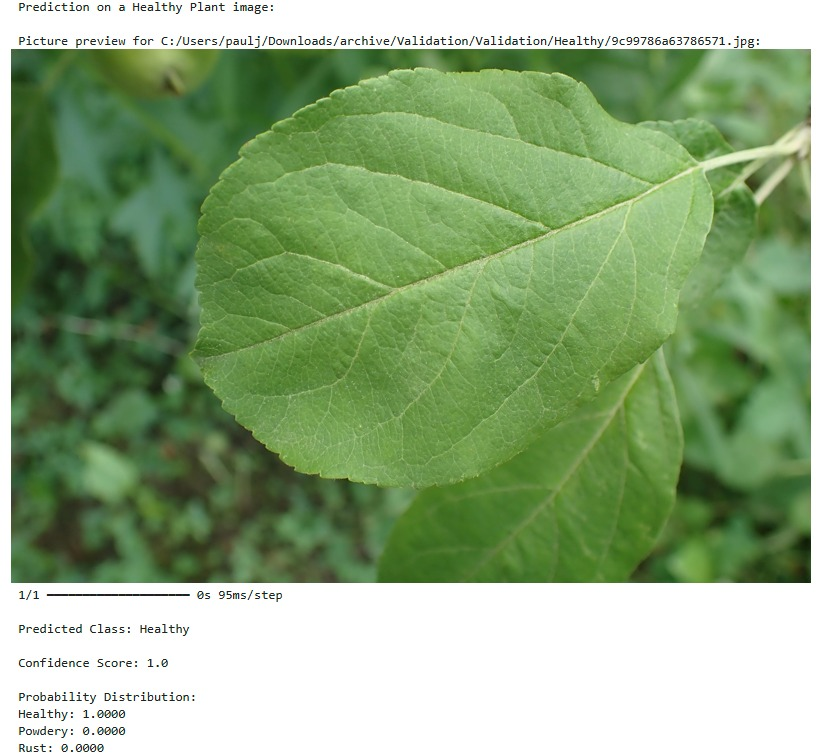 Prediction on a Healthy Plant image:
Picture preview for C:/Users/paulj/Downloads/archive/Validation/Validation/Healthy/9c99786a63786571.jpg:
1/1 ━━━━━━━━━━━━━━━━━━━━ 0s 95ms/step
Predicted Class: Healthy
Confidence Score: 1.0
Probability Distribution:
Healthy: 1.0000
Powdery: 0.0000
Rust: 0.0000